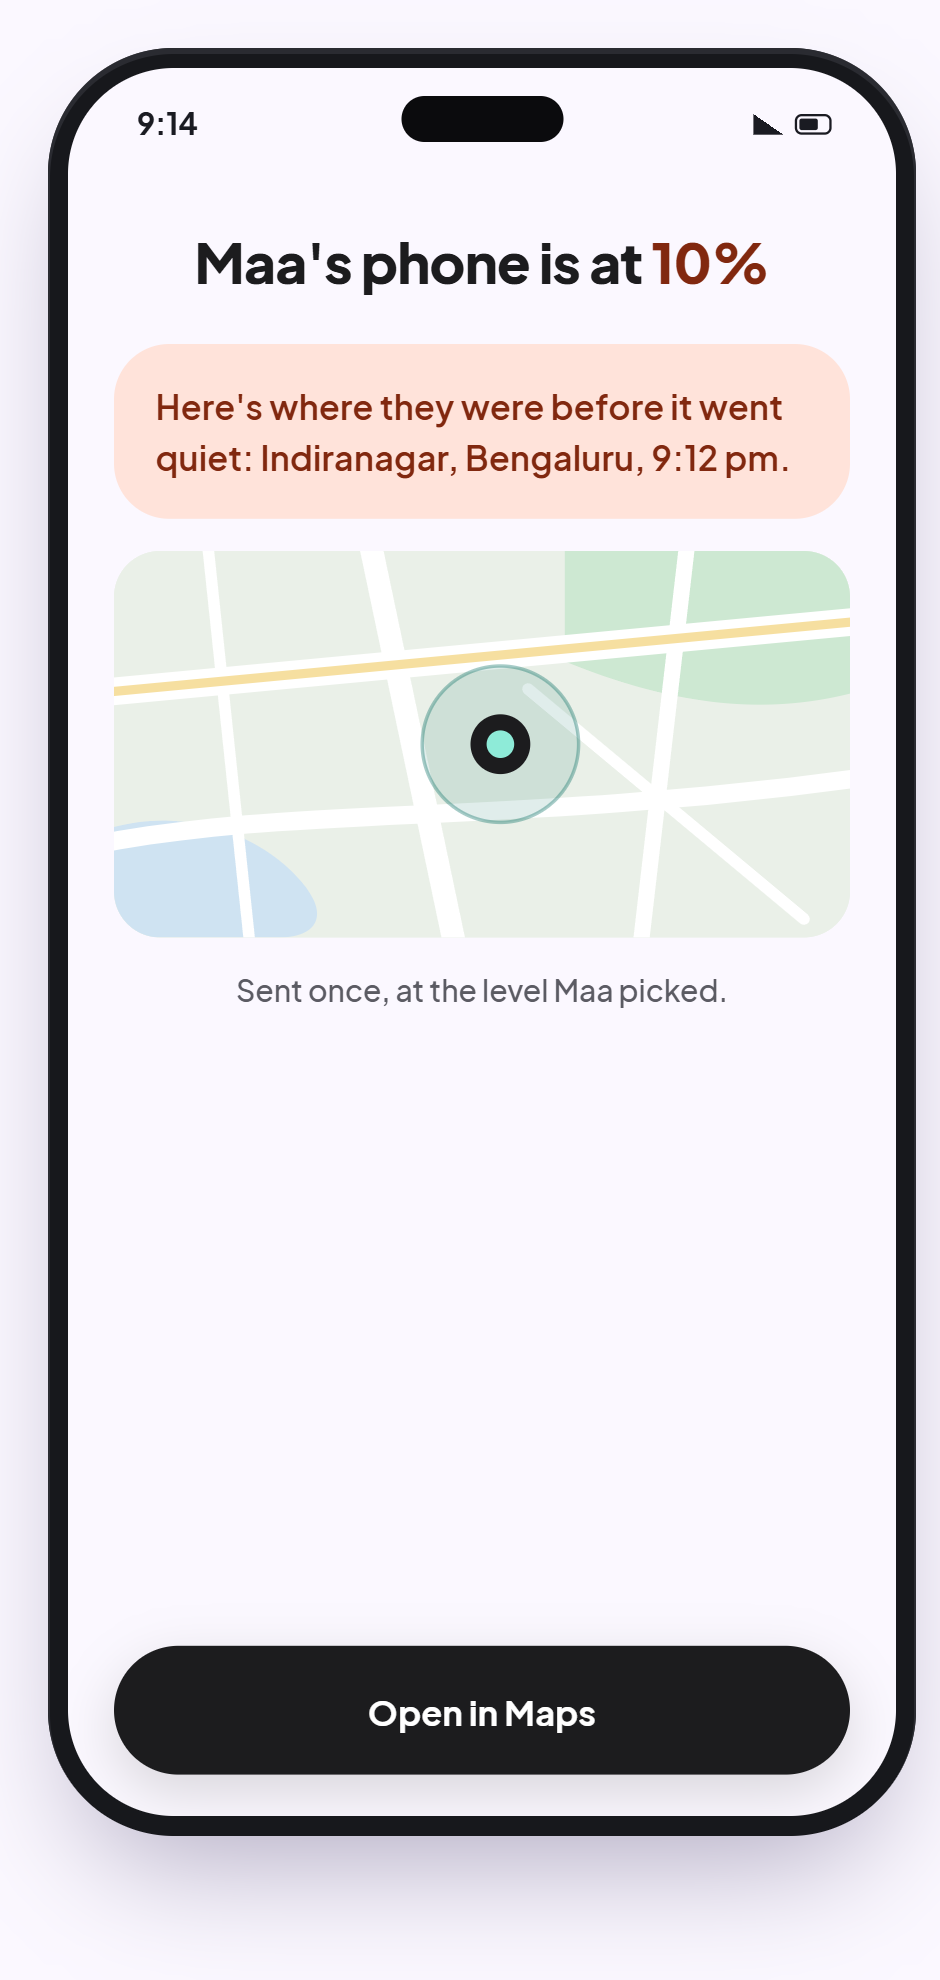 9:14
Maa's phone is at 10%
Here's where they were before it went
quiet: Indiranagar, Bengaluru, 9:12 pm.
Sent once, at the level Maa picked.
Open in Maps